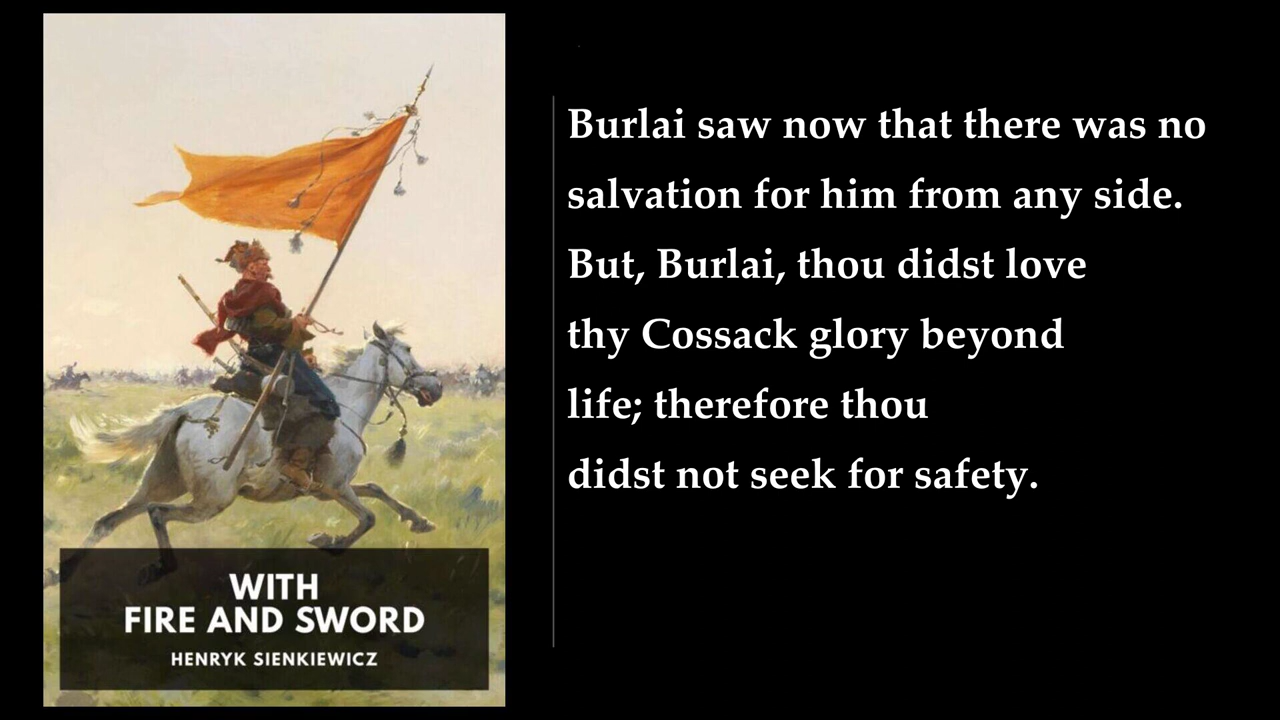 WITH
FIRE AND SWORD
HENRYK SIENKIEWICZ
Burlai saw now that there was no
salvation for him from any side.
But, Burlai, thou didst love
thy Cossack glory beyond
life; therefore thou
didst not seek for safety.